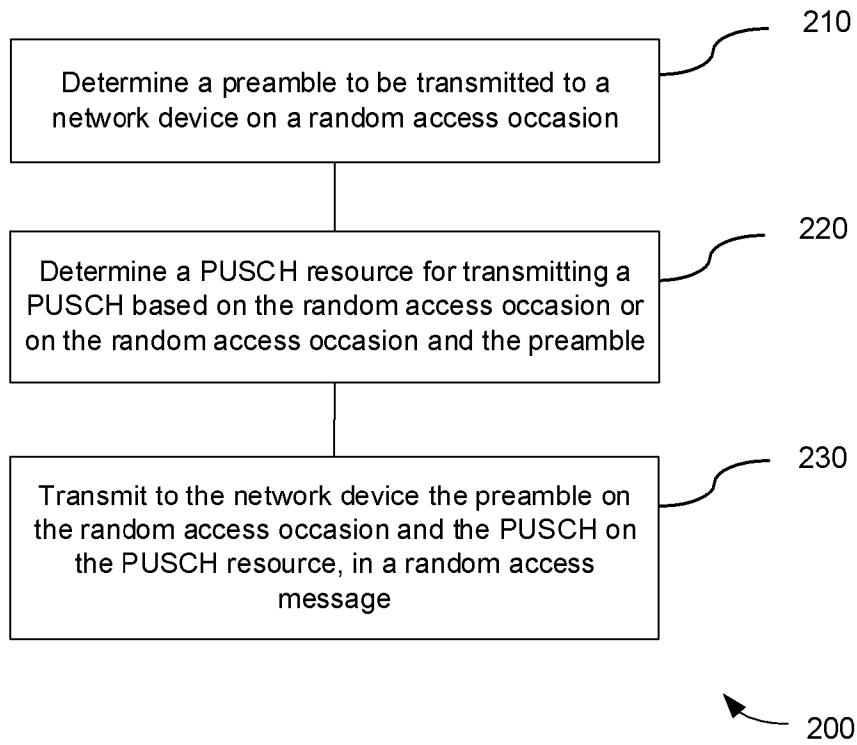 210
Determine a preamble to be transmitted to a
network device on a random access occasion
220
Determine a PUSCH resource for transmitting a
PUSCH based on the random access occasion or
on the random access occasion and the preamble
230
Transmit to the network device the preamble on
the random access occasion and the PUSCH on
the PUSCH resource, in a random access
message
200